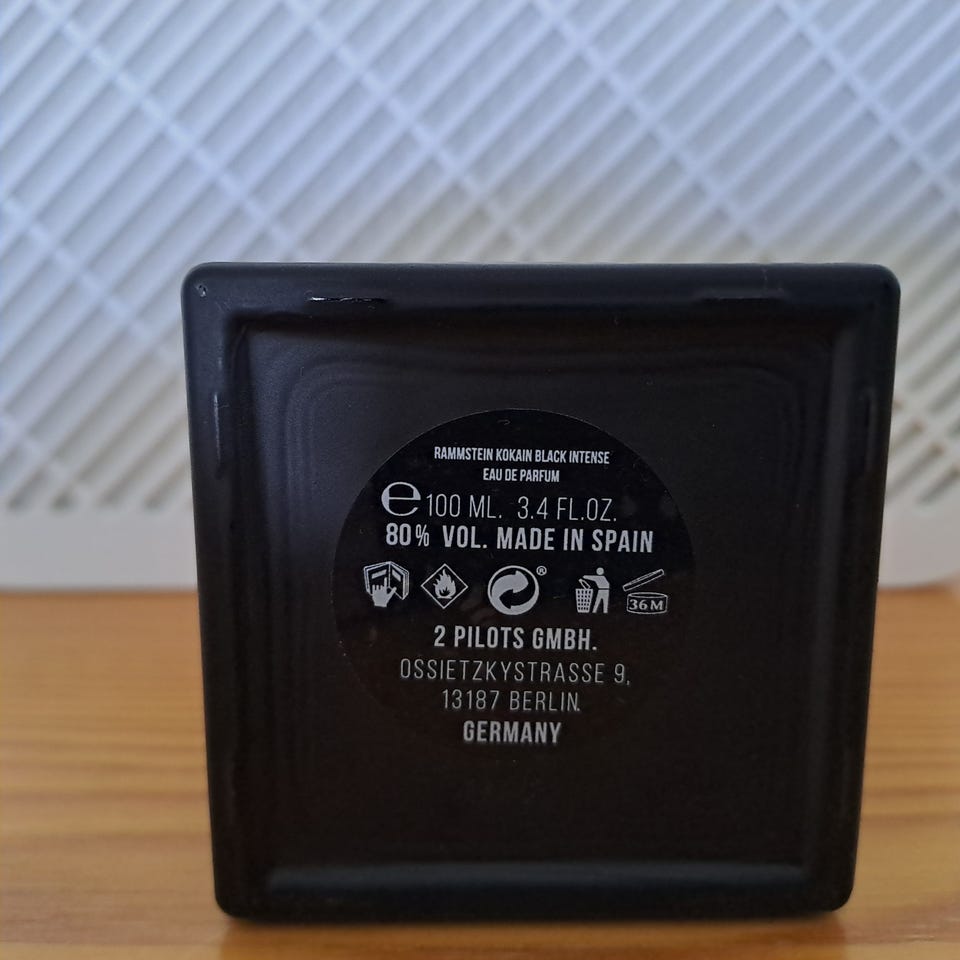 RAMMSTEIN KOKAIN BLACK INTENSE
EAU DE PARFUM
℮ 100 ML. 3.4 FL.OZ.
80% VOL. MADE IN SPAIN
® 36 M
2 PILOTS GMBH.
OSSIETZKYSTRASSE 9,
13187 BERLIN.
GERMANY